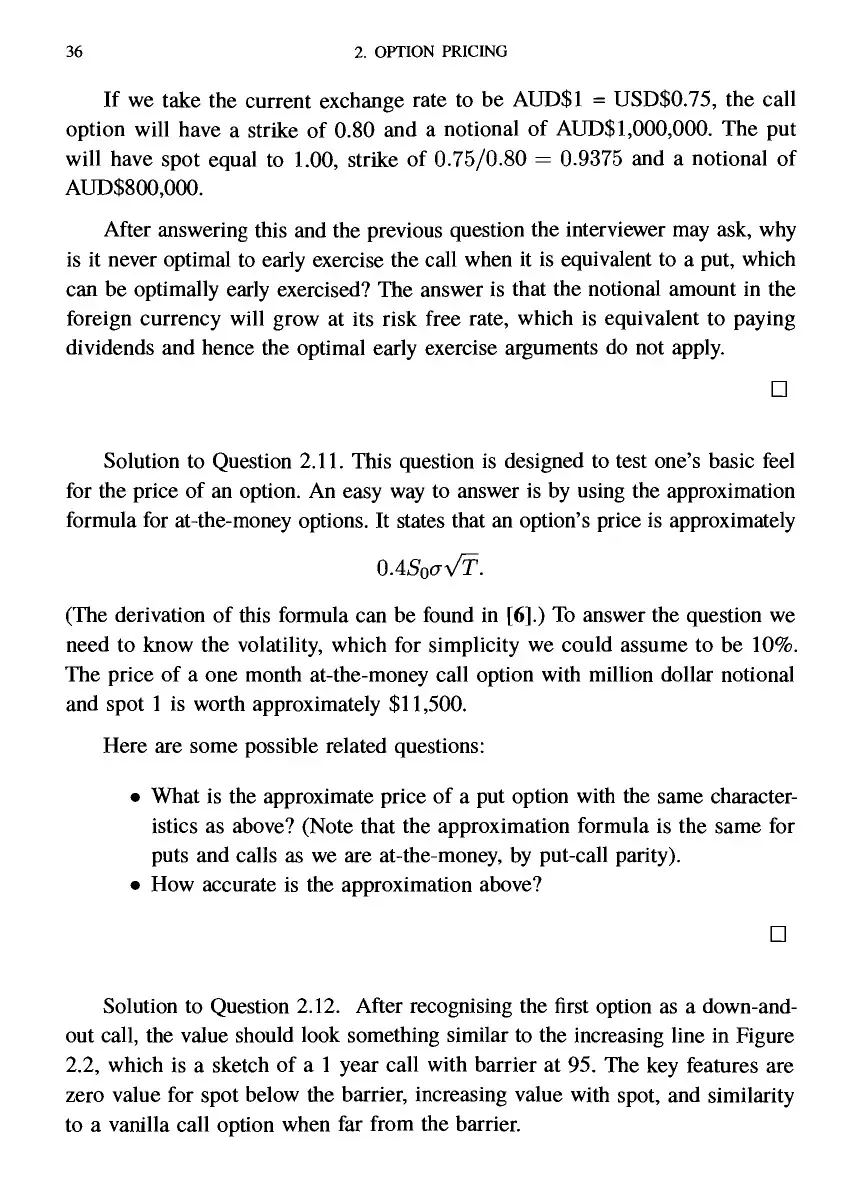 36
2. OPTION PRICING
If we take the current exchange rate to be AUD$1 = USD$0.75, the call
option will have a strike of 0.80 and a notional of AUD$1,000,000. The put
will have spot equal to 1.00, strike of 0.75/0.80 = 0.9375 and a notional of
AUD$800,000.
After answering this and the previous question the interviewer may ask, why
is it never optimal to early exercise the call when it is equivalent to a put, which
can be optimally early exercised? The answer is that the notional amount in the
foreign currency will grow at its risk free rate, which is equivalent to paying
dividends and hence the optimal early exercise arguments do not apply.
□
Solution to Question 2.11. This question is designed to test one's basic feel
for the price of an option. An easy way to answer is by using the approximation
formula for at-the-money options. It states that an option's price is approximately
0.4S₀σ√T.
(The derivation of this formula can be found in [6].) To answer the question we
need to know the volatility, which for simplicity we could assume to be 10%.
The price of a one month at-the-money call option with million dollar notional
and spot 1 is worth approximately $11,500.
Here are some possible related questions:
• What is the approximate price of a put option with the same character-
istics as above? (Note that the approximation formula is the same for
puts and calls as we are at-the-money, by put-call parity).
• How accurate is the approximation above?
□
Solution to Question 2.12. After recognising the first option as a down-and-
out call, the value should look something similar to the increasing line in Figure
2.2, which is a sketch of a 1 year call with barrier at 95. The key features are
zero value for spot below the barrier, increasing value with spot, and similarity
to a vanilla call option when far from the barrier.